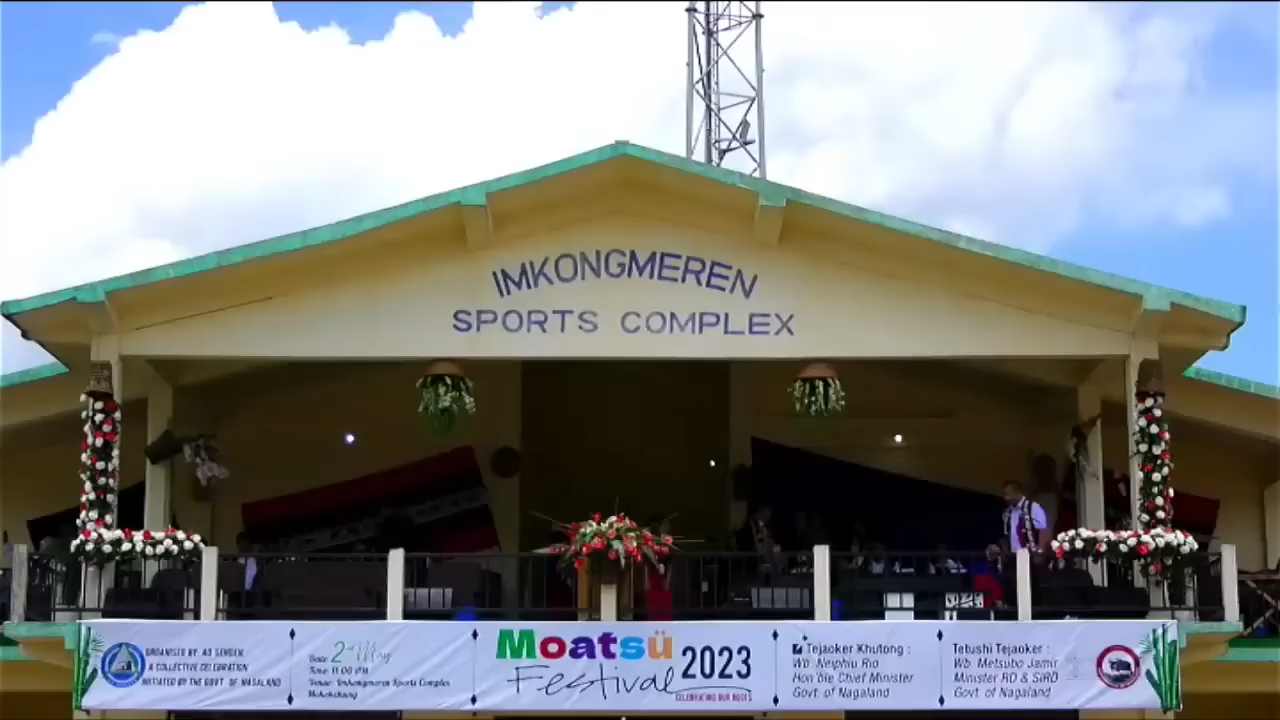 IMKONGMEREN
SPORTS COMPLEX
ORGANISED BY: AO SENDEN
A COLLECTIVE CELEBRATION
INITIATED BY THE GOVT. OF NAGALAND
Date: 2nd May
Time: 11:00 AM
Venue: Imkongmeren Sports Complex
Mokokchung
Moatsü
Festival 2023
CELEBRATING OUR ROOTS
Tejaoker Khutong :
Wb. Neiphiu Rio
Hon'ble Chief Minister
Govt. of Nagaland
Tetushi Tejaoker :
Wb. Metsubo Jamir
Minister RD & SIRD
Govt. of Nagaland